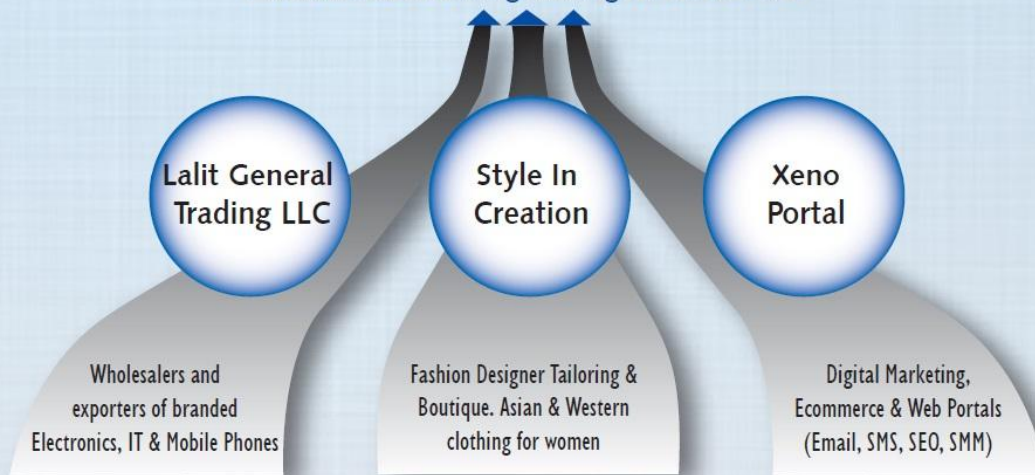 Lalit General
Trading LLC
Style In
Creation
Xeno
Portal
Wholesalers and
exporters of branded
Electronics, IT & Mobile Phones
Fashion Designer Tailoring &
Boutique. Asian & Western
clothing for women
Digital Marketing,
Ecommerce & Web Portals
(Email, SMS, SEO, SMM)